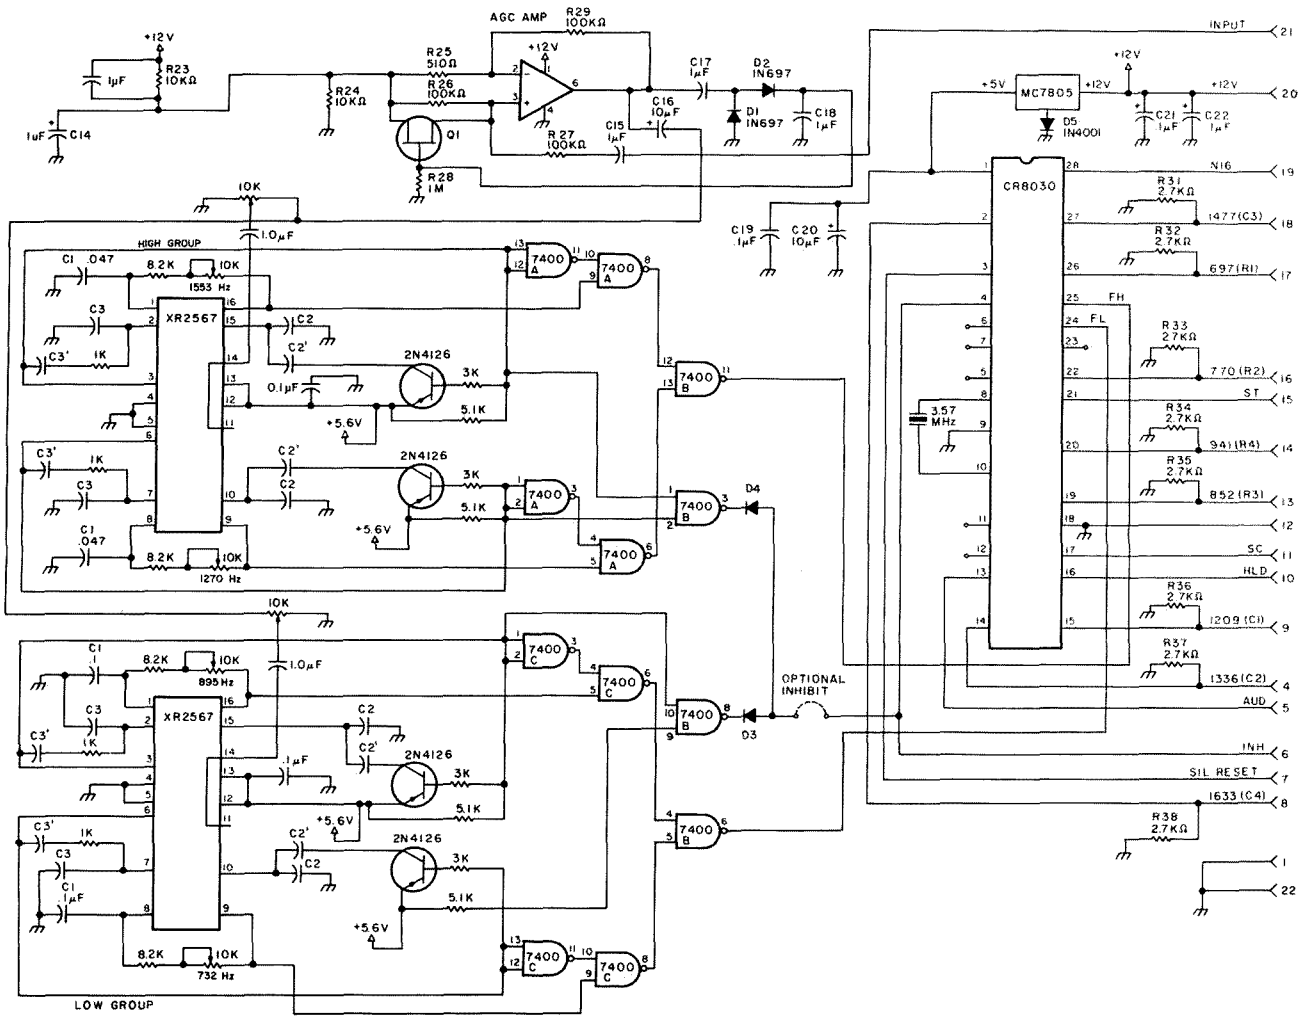 AGC AMP
R29
100KΩ
INPUT
21
+12V
R23
10KΩ
1µF
1uF
C14
R24
10KΩ
R25
510Ω
R26
100KΩ
+12V
2
1
3
4
6
Q1
R28
1M
R27
100KΩ
C15
1µF
C16
10µF
C17
1µF
D2
1N697
D1
1N697
C18
1µF
+5V
MC7805
+12V
+12V
+12V
20
D5
1N4001
C21
.1µF
C22
1µF
C19
.1µF
C20
10µF
10K
1.0µF
HIGH GROUP
C1 .047
8.2K
10K
1553 Hz
XR2567
C3
C3'
1K
1
2
3
4
5
6
7
8
16
15
14
13
12
11
10
9
C2
C2'
0.1µF
2N4126
3K
5.1K
+5.6V
C3'
1K
C3
C1
.047
8.2K
10K
1270 Hz
C2'
C2
2N4126
3K
5.1K
+5.6V
13
12
7400
A
11
10
9
7400
A
8
12
13
7400
B
11
1
2
7400
A
3
4
5
7400
A
6
1
2
7400
B
3
D4
10K
1.0µF
C1
.1
8.2K
10K
895 Hz
XR2567
C3
C3'
1K
1
2
3
4
5
6
7
8
16
15
14
13
12
11
10
9
C2
C2'
.1µF
2N4126
3K
5.1K
+5.6V
C3'
1K
C3
C1
.1µF
8.2K
10K
732 Hz
C2'
C2
2N4126
3K
5.1K
+5.6V
LOW GROUP
1
2
7400
C
3
4
5
7400
C
6
10
9
7400
B
8
D3
OPTIONAL
INHIBIT
4
5
7400
B
6
13
12
7400
C
11
10
9
7400
C
8
CR8030
1
2
3
4
6
7
5
8
9
10
11
12
13
14
3.57
MHz
28
27
26
25
24
23
22
21
20
19
18
17
16
15
FH
FL
N16
19
R31
2.7KΩ
1477(C3)
18
R32
2.7KΩ
697(R1)
17
R33
2.7KΩ
770(R2)
16
ST
15
R34
2.7KΩ
941(R4)
14
R35
2.7KΩ
852(R3)
13
12
SC
11
HLD
10
R36
2.7KΩ
1209(C1)
9
R37
2.7KΩ
1336(C2)
4
AUD
5
INH
6
SIL RESET
7
1633(C4)
8
R38
2.7KΩ
1
22